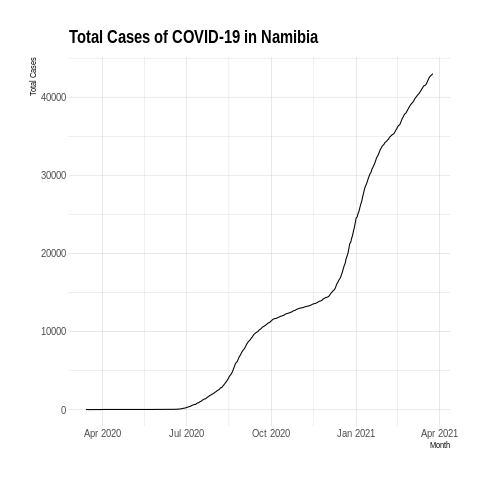 Total Cases of COVID-19 in Namibia
Total Cases
40000
30000
20000
10000
0
Apr 2020 Jul 2020 Oct 2020 Jan 2021 Apr 2021
Month